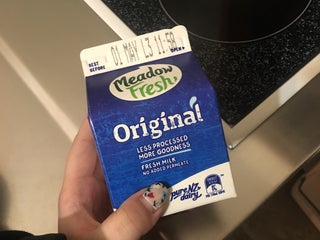 BEST BEFORE 01 MAY L3 11:58 OPEN
Meadow
Fresh
Original
LESS PROCESSED
MORE GOODNESS
FRESH MILK
NO ADDED PERMEATE
pure NZ
dairy